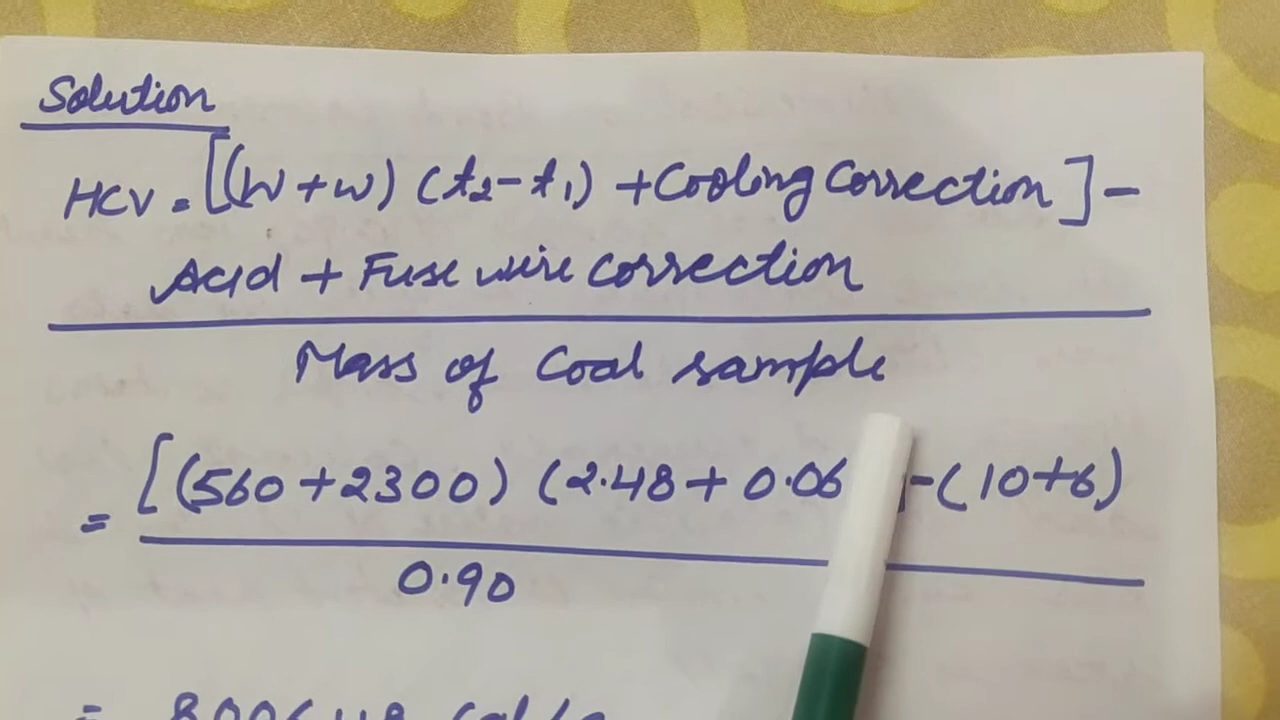 Solution
HCV = [(W + w) (t2 - t1) + Cooling Correction] -
Acid + Fuse wire correction
Mass of Coal sample
= [(560 + 2300) (2.48 + 0.06 -(10+6)
0.90
=